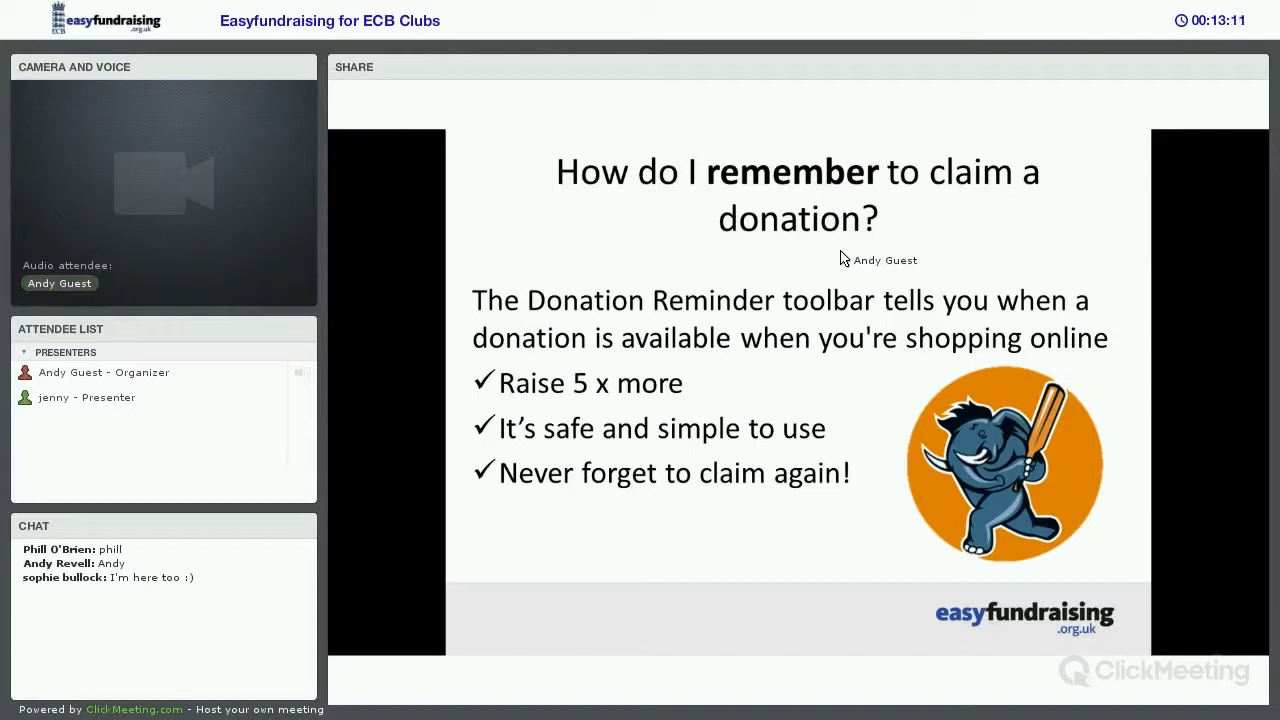 ECB
easyfundraising
.org.uk
Easyfundraising for ECB Clubs
00:13:11
CAMERA AND VOICE
Audio attendee:
Andy Guest
ATTENDEE LIST
PRESENTERS
Andy Guest - Organizer
jenny - Presenter
CHAT
Phill O'Brien: phill
Andy Revell: Andy
sophie bullock: I'm here too :)
Powered by ClickMeeting.com - Host your own meeting
SHARE
How do I remember to claim a
donation?
Andy Guest
The Donation Reminder toolbar tells you when a
donation is available when you're shopping online
✓Raise 5 x more
✓It’s safe and simple to use
✓Never forget to claim again!
easyfundraising
.org.uk
ClickMeeting